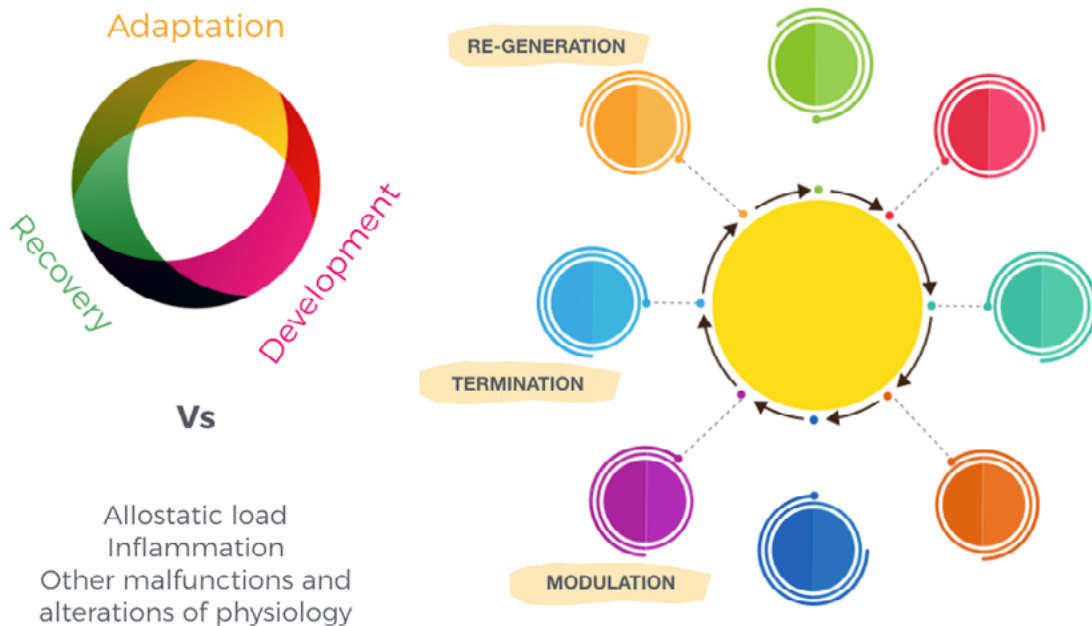 Adaptation
Recovery
Development
Vs
Allostatic load
Inflammation
Other malfunctions and
alterations of physiology
RE-GENERATION
TERMINATION
MODULATION